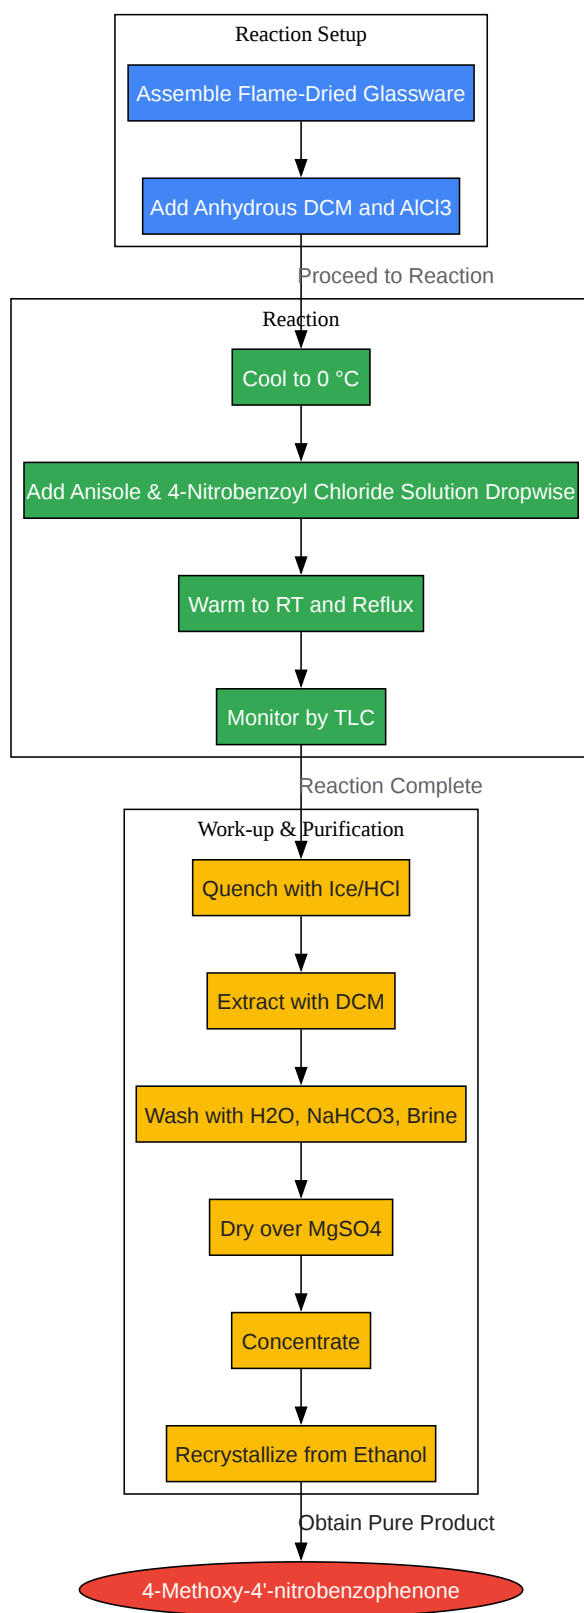 Reaction Setup
Assemble Flame-Dried Glassware
Add Anhydrous DCM and AlCl3
Proceed to Reaction
Reaction
Cool to 0 °C
Add Anisole & 4-Nitrobenzoyl Chloride Solution Dropwise
Warm to RT and Reflux
Monitor by TLC
Reaction Complete
Work-up & Purification
Quench with Ice/HCl
Extract with DCM
Wash with H2O, NaHCO3, Brine
Dry over MgSO4
Concentrate
Recrystallize from Ethanol
Obtain Pure Product
4-Methoxy-4'-nitrobenzophenone